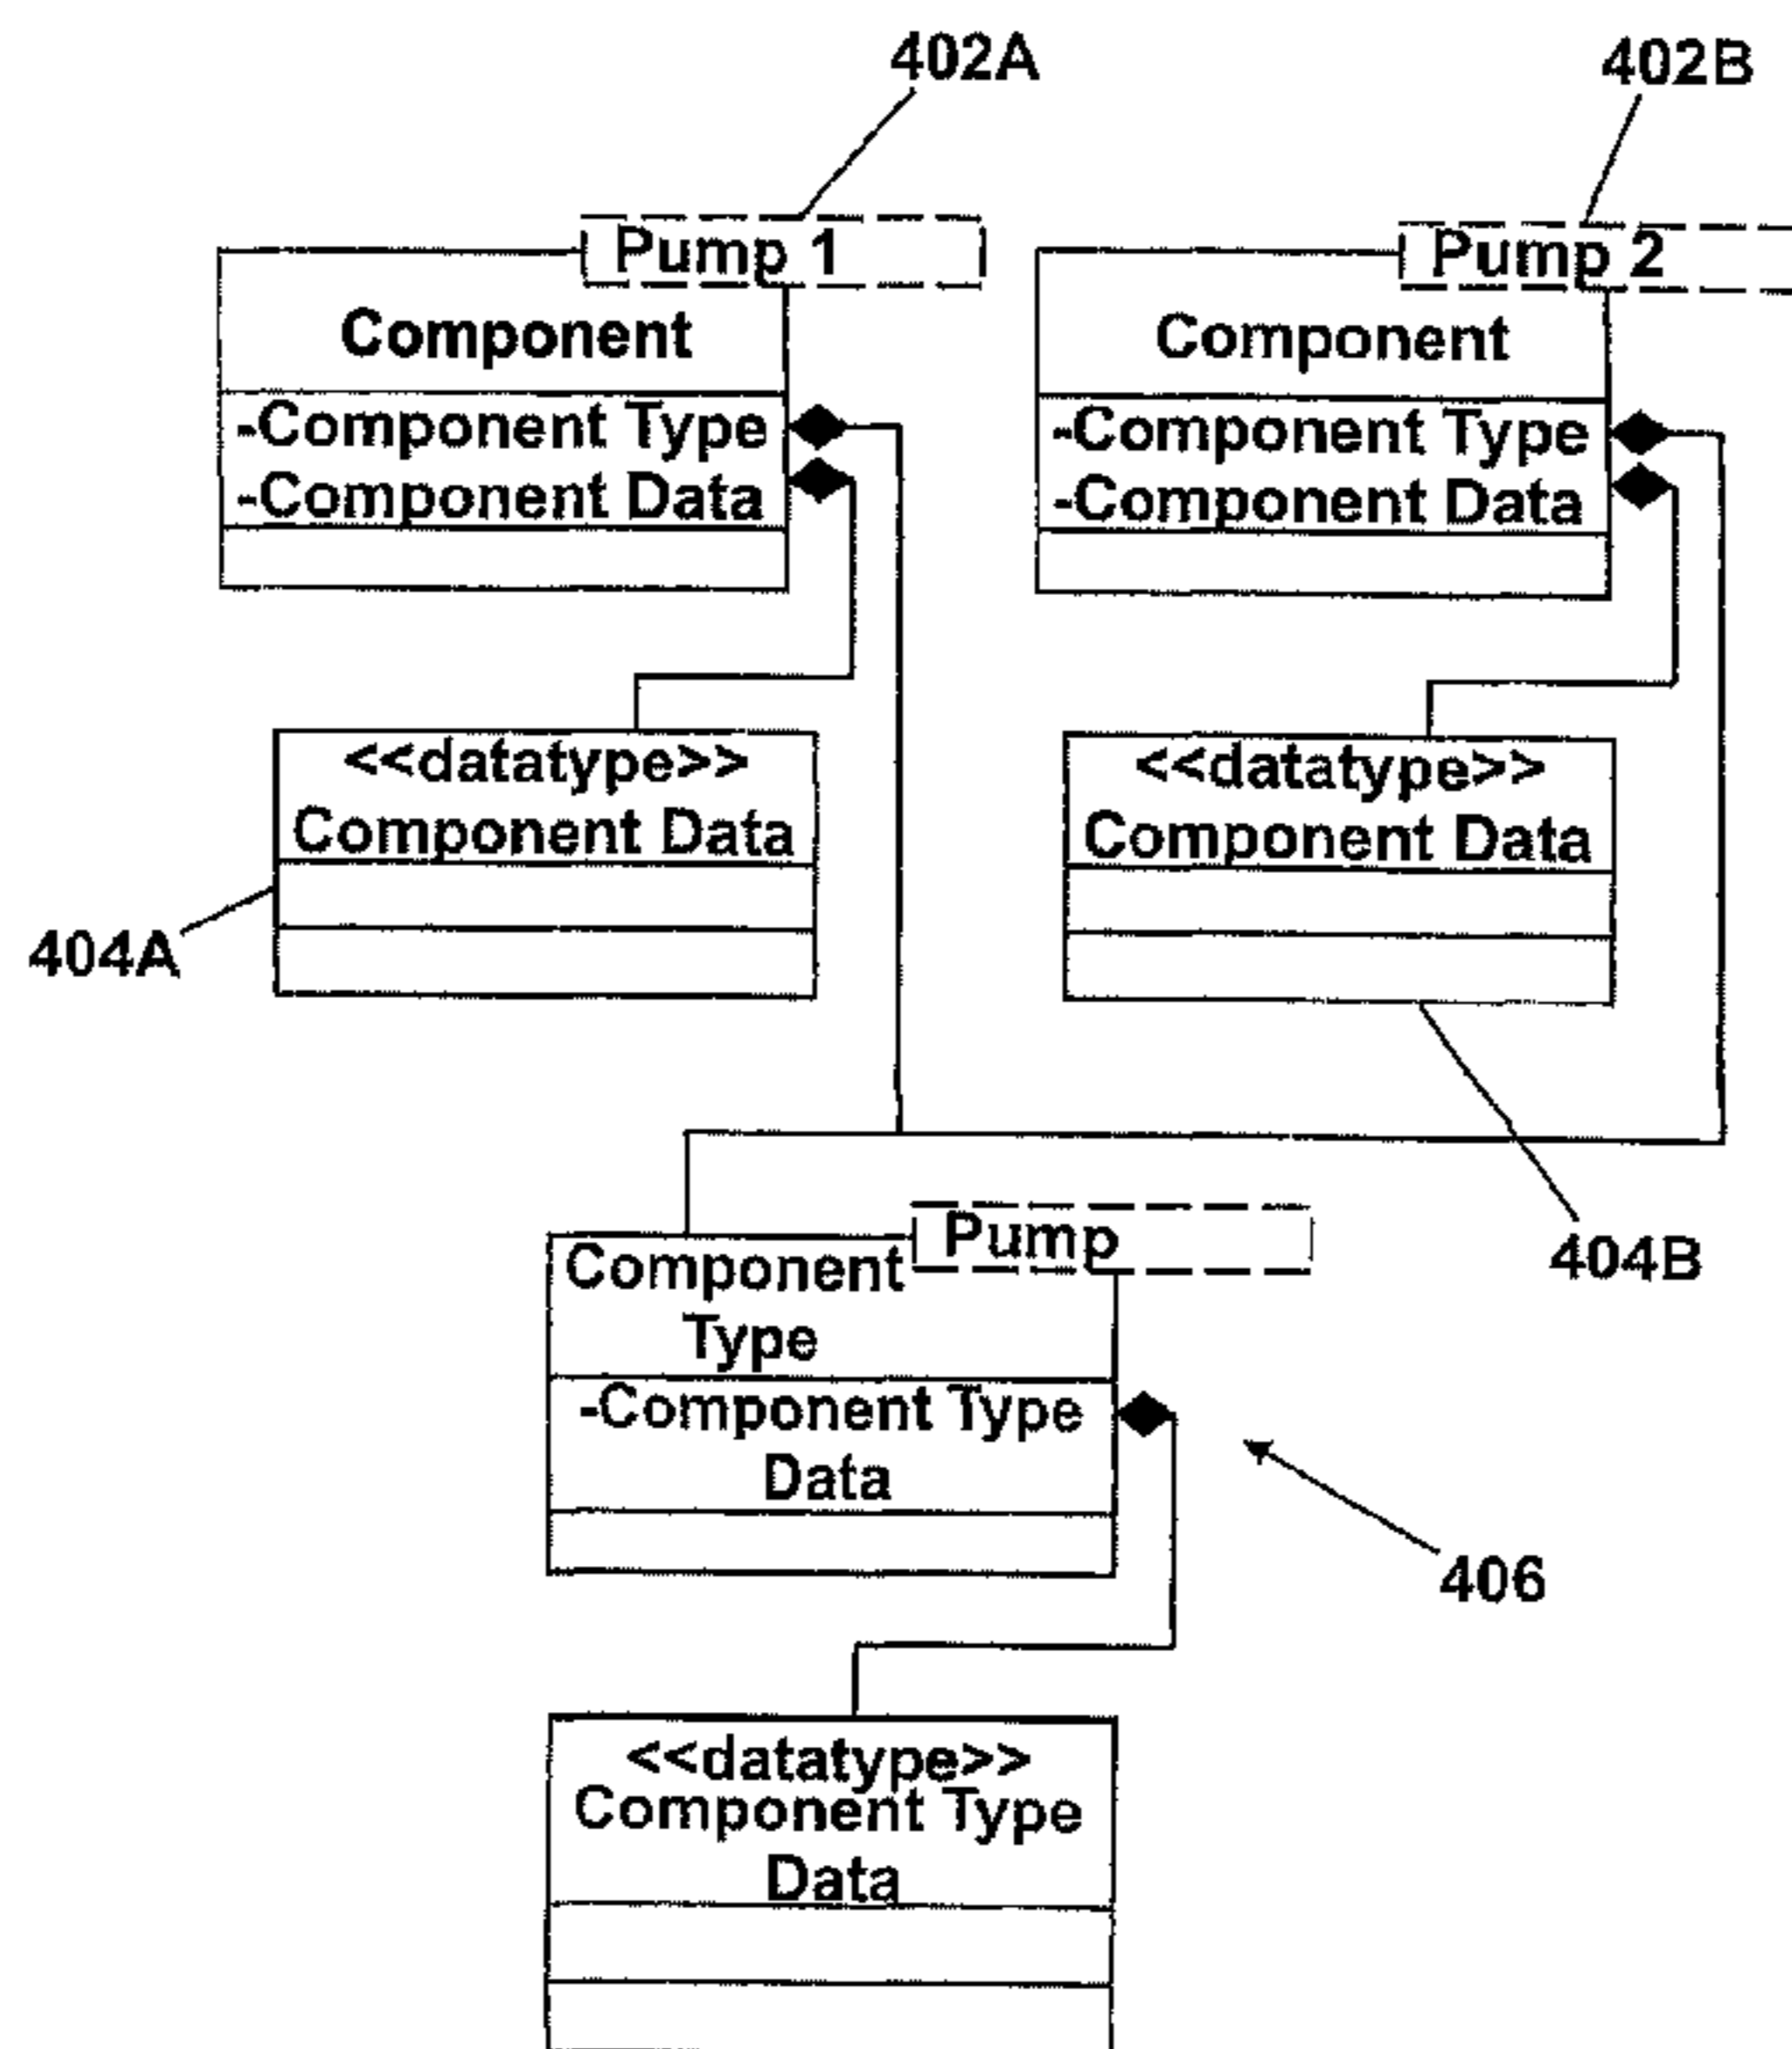 402A
402B
Pump 1
Pump 2
Component
Component
-Component Type
-Component Data
-Component Type
-Component Data
<<datatype>>
Component Data
<<datatype>>
Component Data
404A
404B
Pump
Component
Type
-Component Type
Data
406
<<datatype>>
Component Type
Data